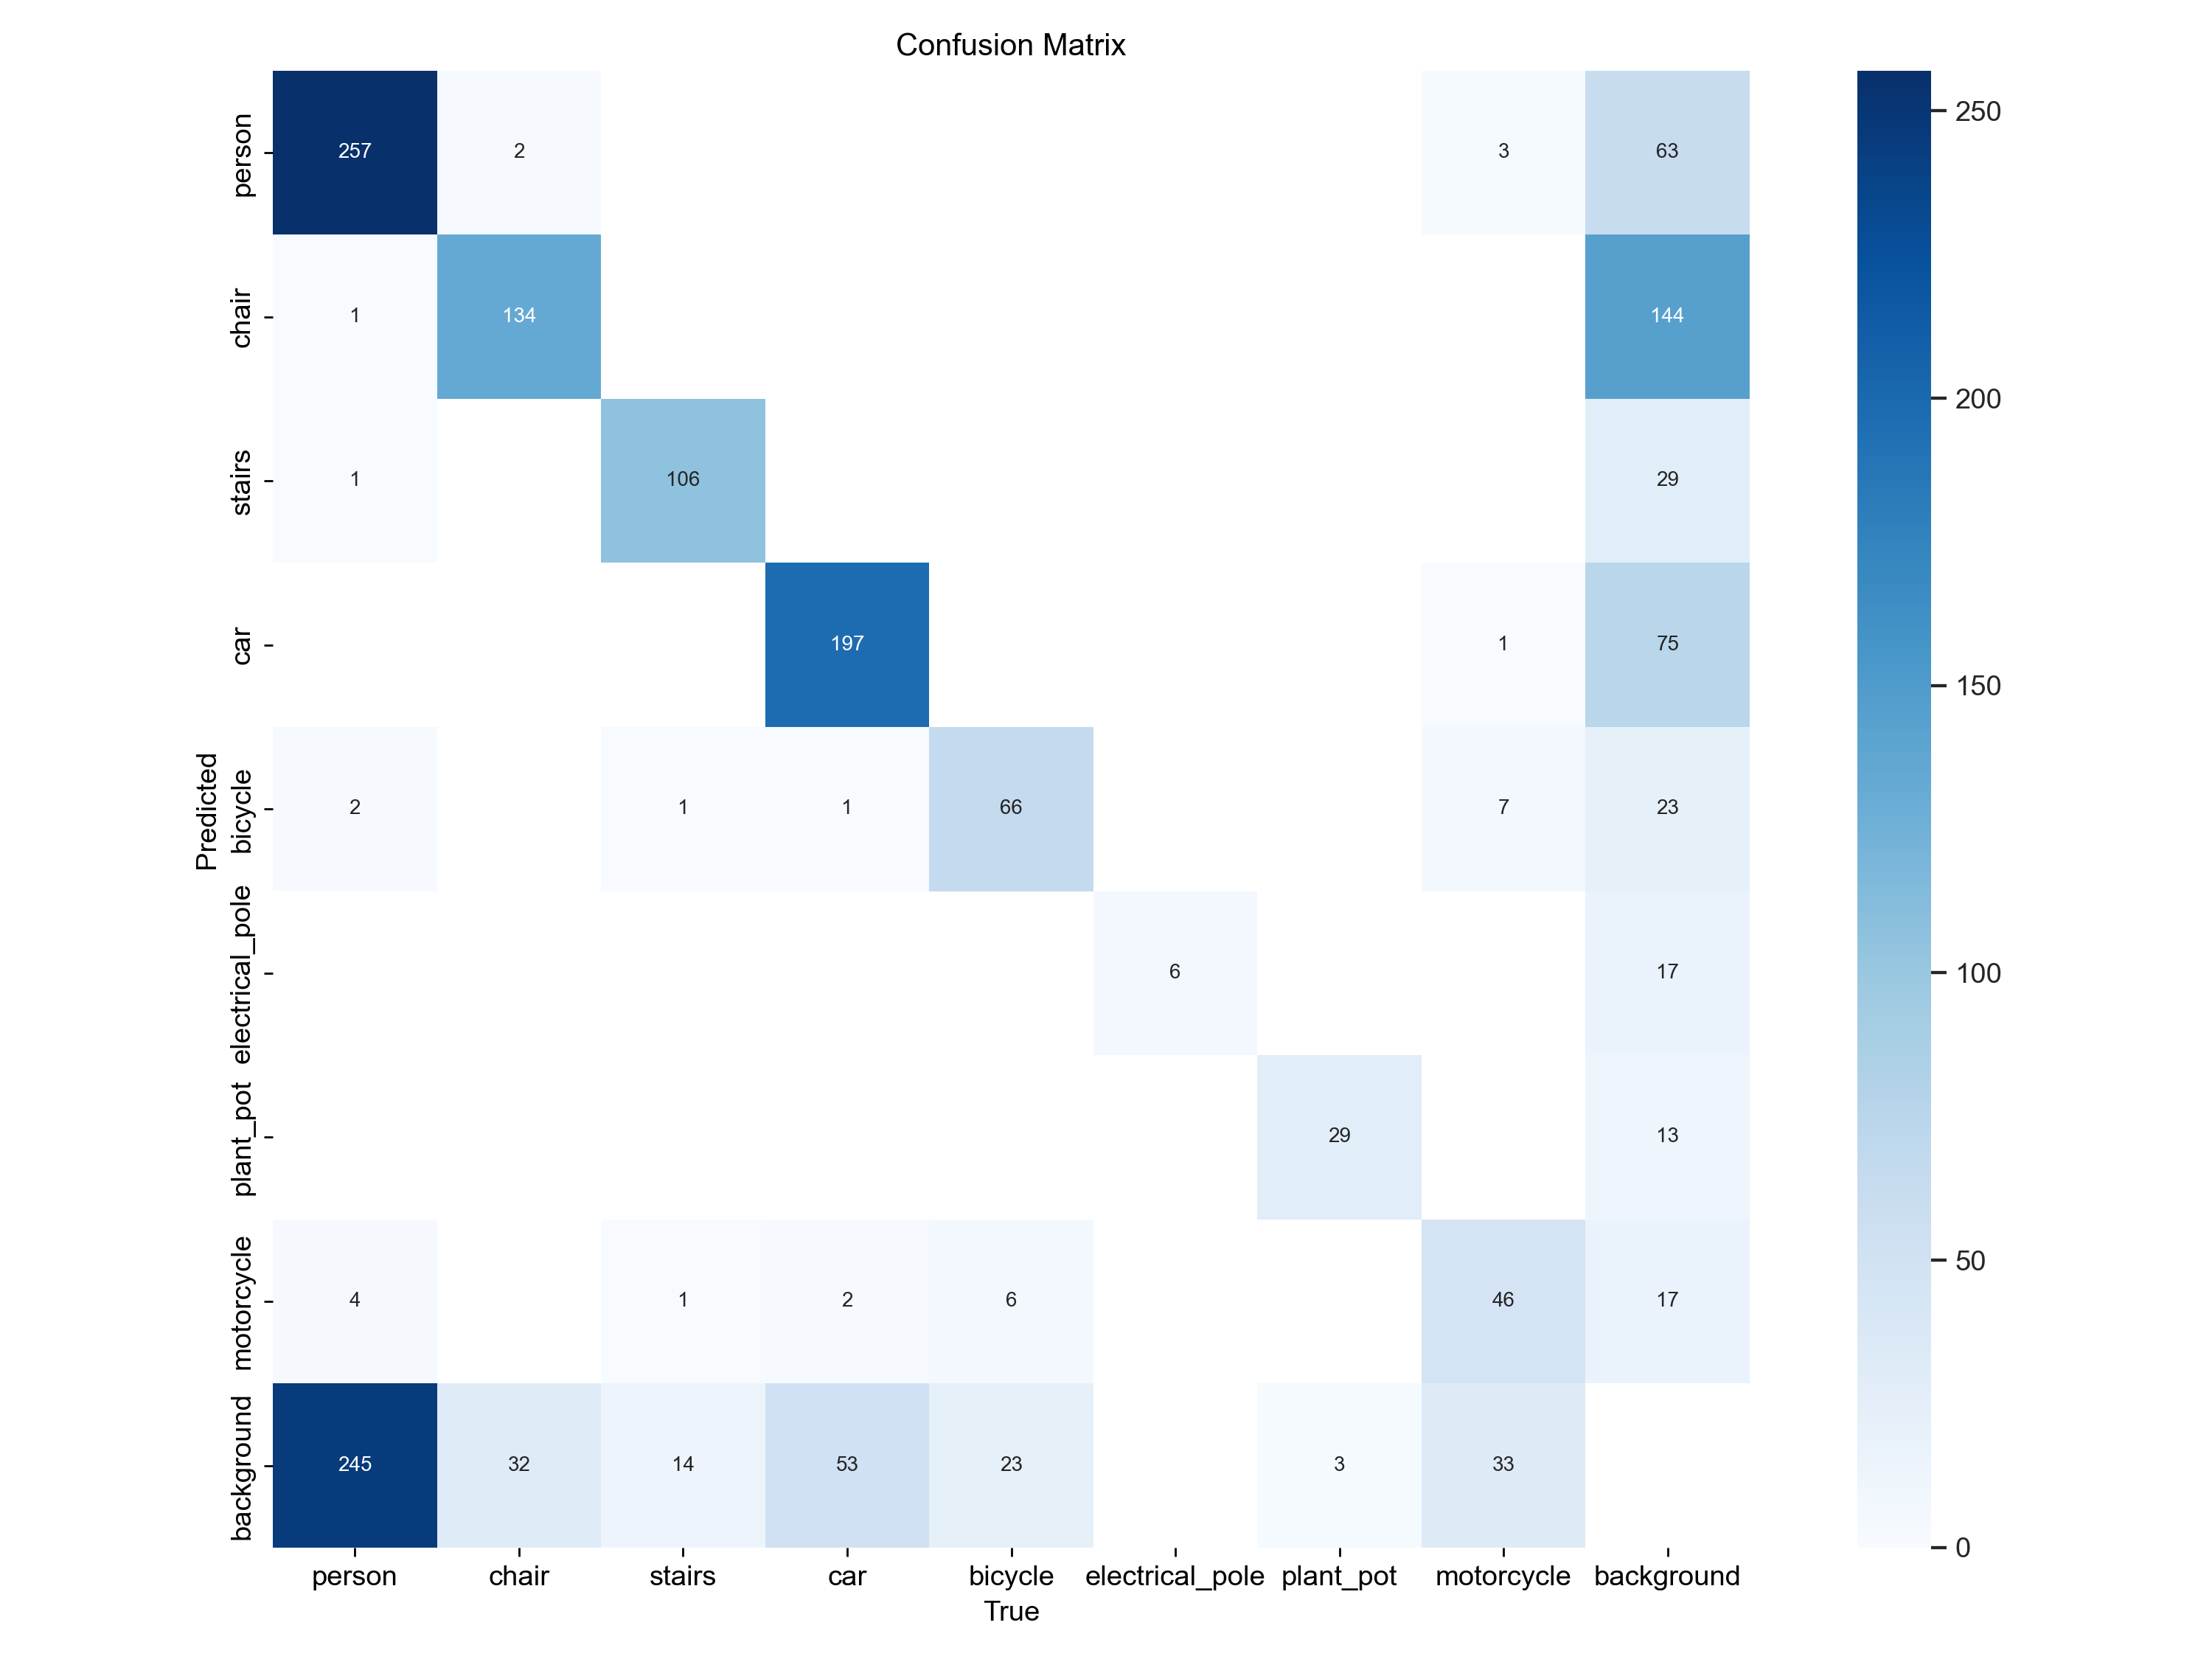 Confusion Matrix
person 257 2 3 63
chair 1 134 144
stairs 1 106 29
car 197 1 75
bicycle 2 1 1 66 7 23
electrical_pole 6 17
plant_pot 29 13
motorcycle 4 1 2 6 46 17
background 245 32 14 53 23 3 33
Predicted
person chair stairs car bicycle electrical_pole plant_pot motorcycle background
True
250
200
150
100
50
0